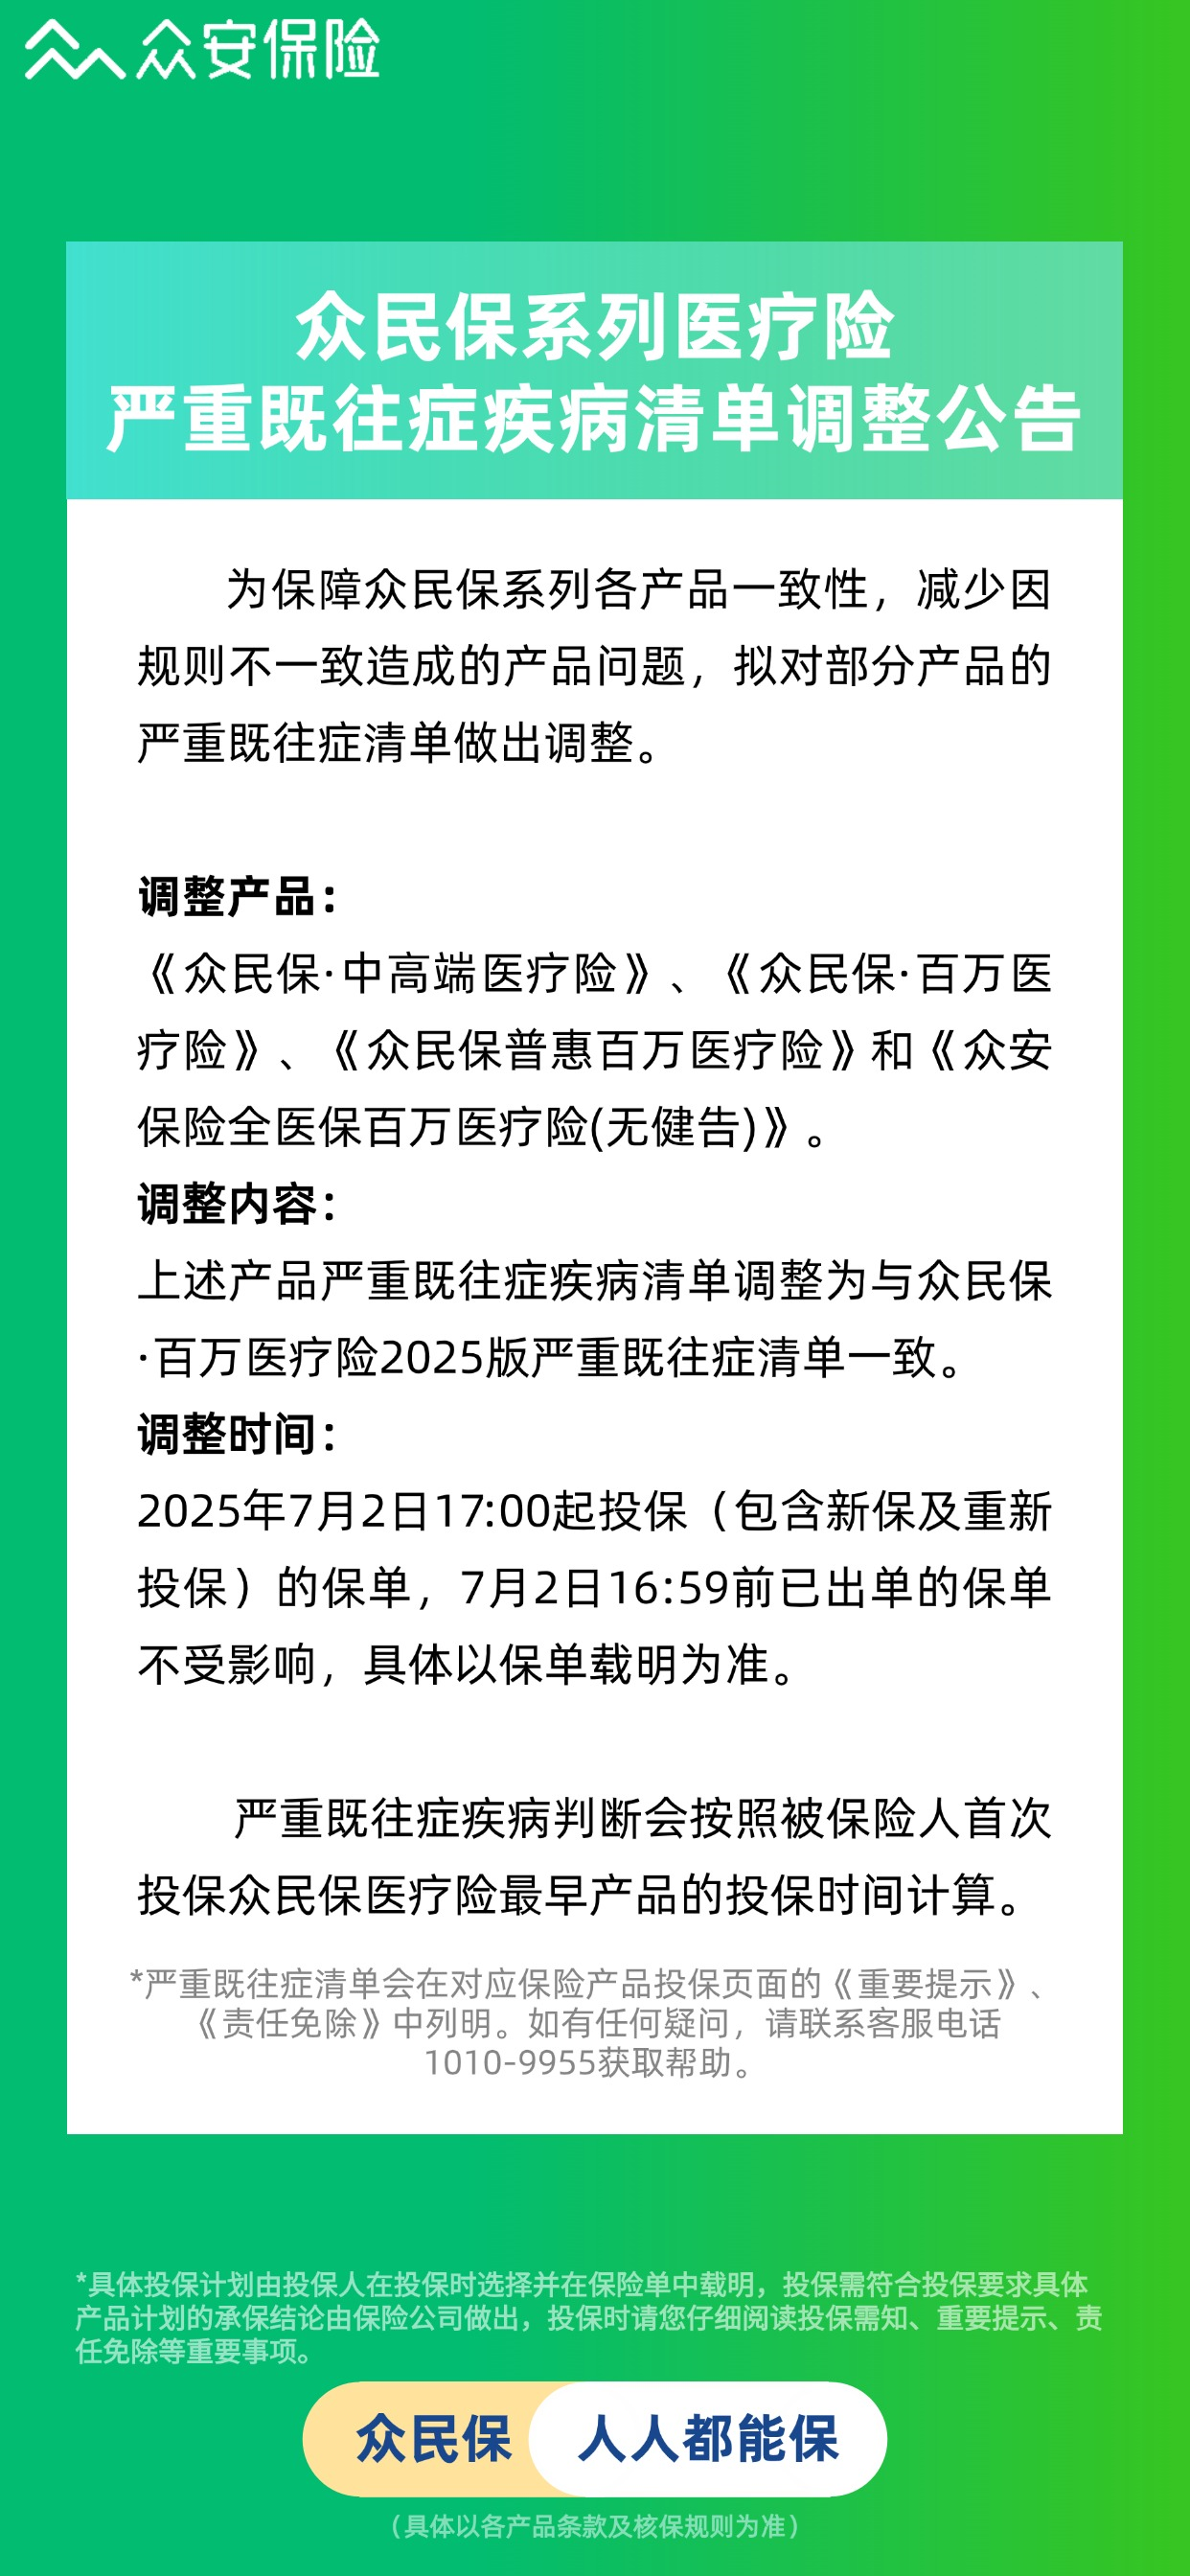 众安保险
众民保系列医疗险
严重既往症疾病清单调整公告
为保障众民保系列各产品一致性，减少因
规则不一致造成的产品问题，拟对部分产品的
严重既往症清单做出调整。
调整产品：
《众民保·中高端医疗险》、《众民保·百万医
疗险》、《众民保普惠百万医疗险》和《众安
保险全医保百万医疗险(无健告)》。
调整内容：
上述产品严重既往症疾病清单调整为与众民保
·百万医疗险2025版严重既往症清单一致。
调整时间：
2025年7月2日17:00起投保（包含新保及重新
投保）的保单，7月2日16:59前已出单的保单
不受影响，具体以保单载明为准。
严重既往症疾病判断会按照被保险人首次
投保众民保医疗险最早产品的投保时间计算。
*严重既往症清单会在对应保险产品投保页面的《重要提示》、
《责任免除》中列明。如有任何疑问，请联系客服电话
1010-9955获取帮助。
*具体投保计划由投保人在投保时选择并在保险单中载明，投保需符合投保要求具体
产品计划的承保结论由保险公司做出，投保时请您仔细阅读投保需知、重要提示、责
任免除等重要事项。
众民保 人人都能保
（具体以各产品条款及核保规则为准）